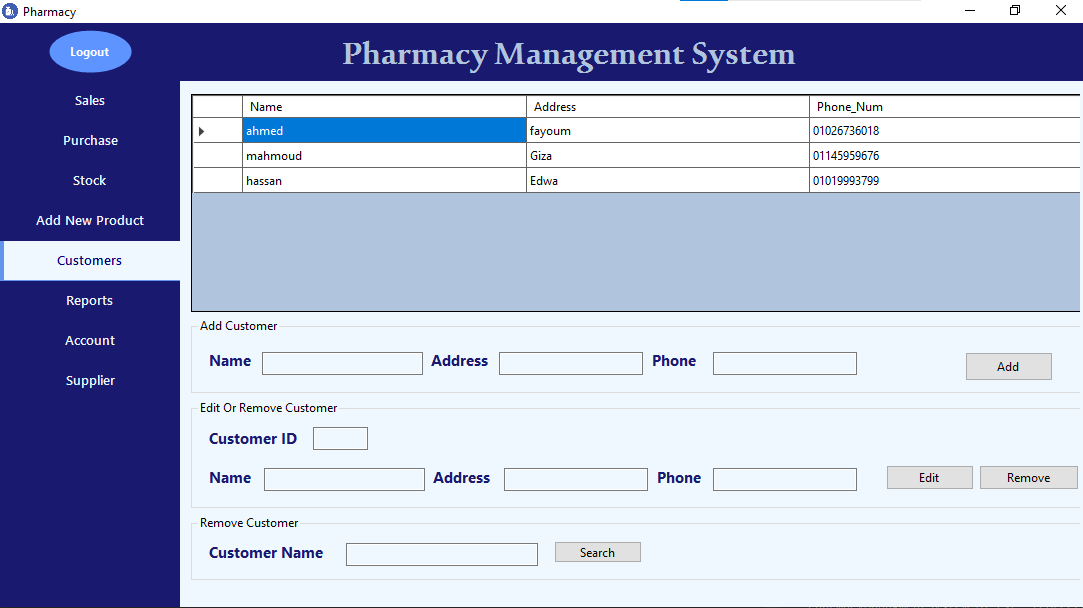 Pharmacy
Logout
Pharmacy Management System
Sales
Purchase
Stock
Add New Product
Customers
Reports
Account
Supplier
Name Address Phone_Num
ahmed fayoum 01026736018
mahmoud Giza 01145959676
hassan Edwa 01019993799
Add Customer
Name Address Phone Add
Edit Or Remove Customer
Customer ID
Name Address Phone Edit Remove
Remove Customer
Customer Name Search